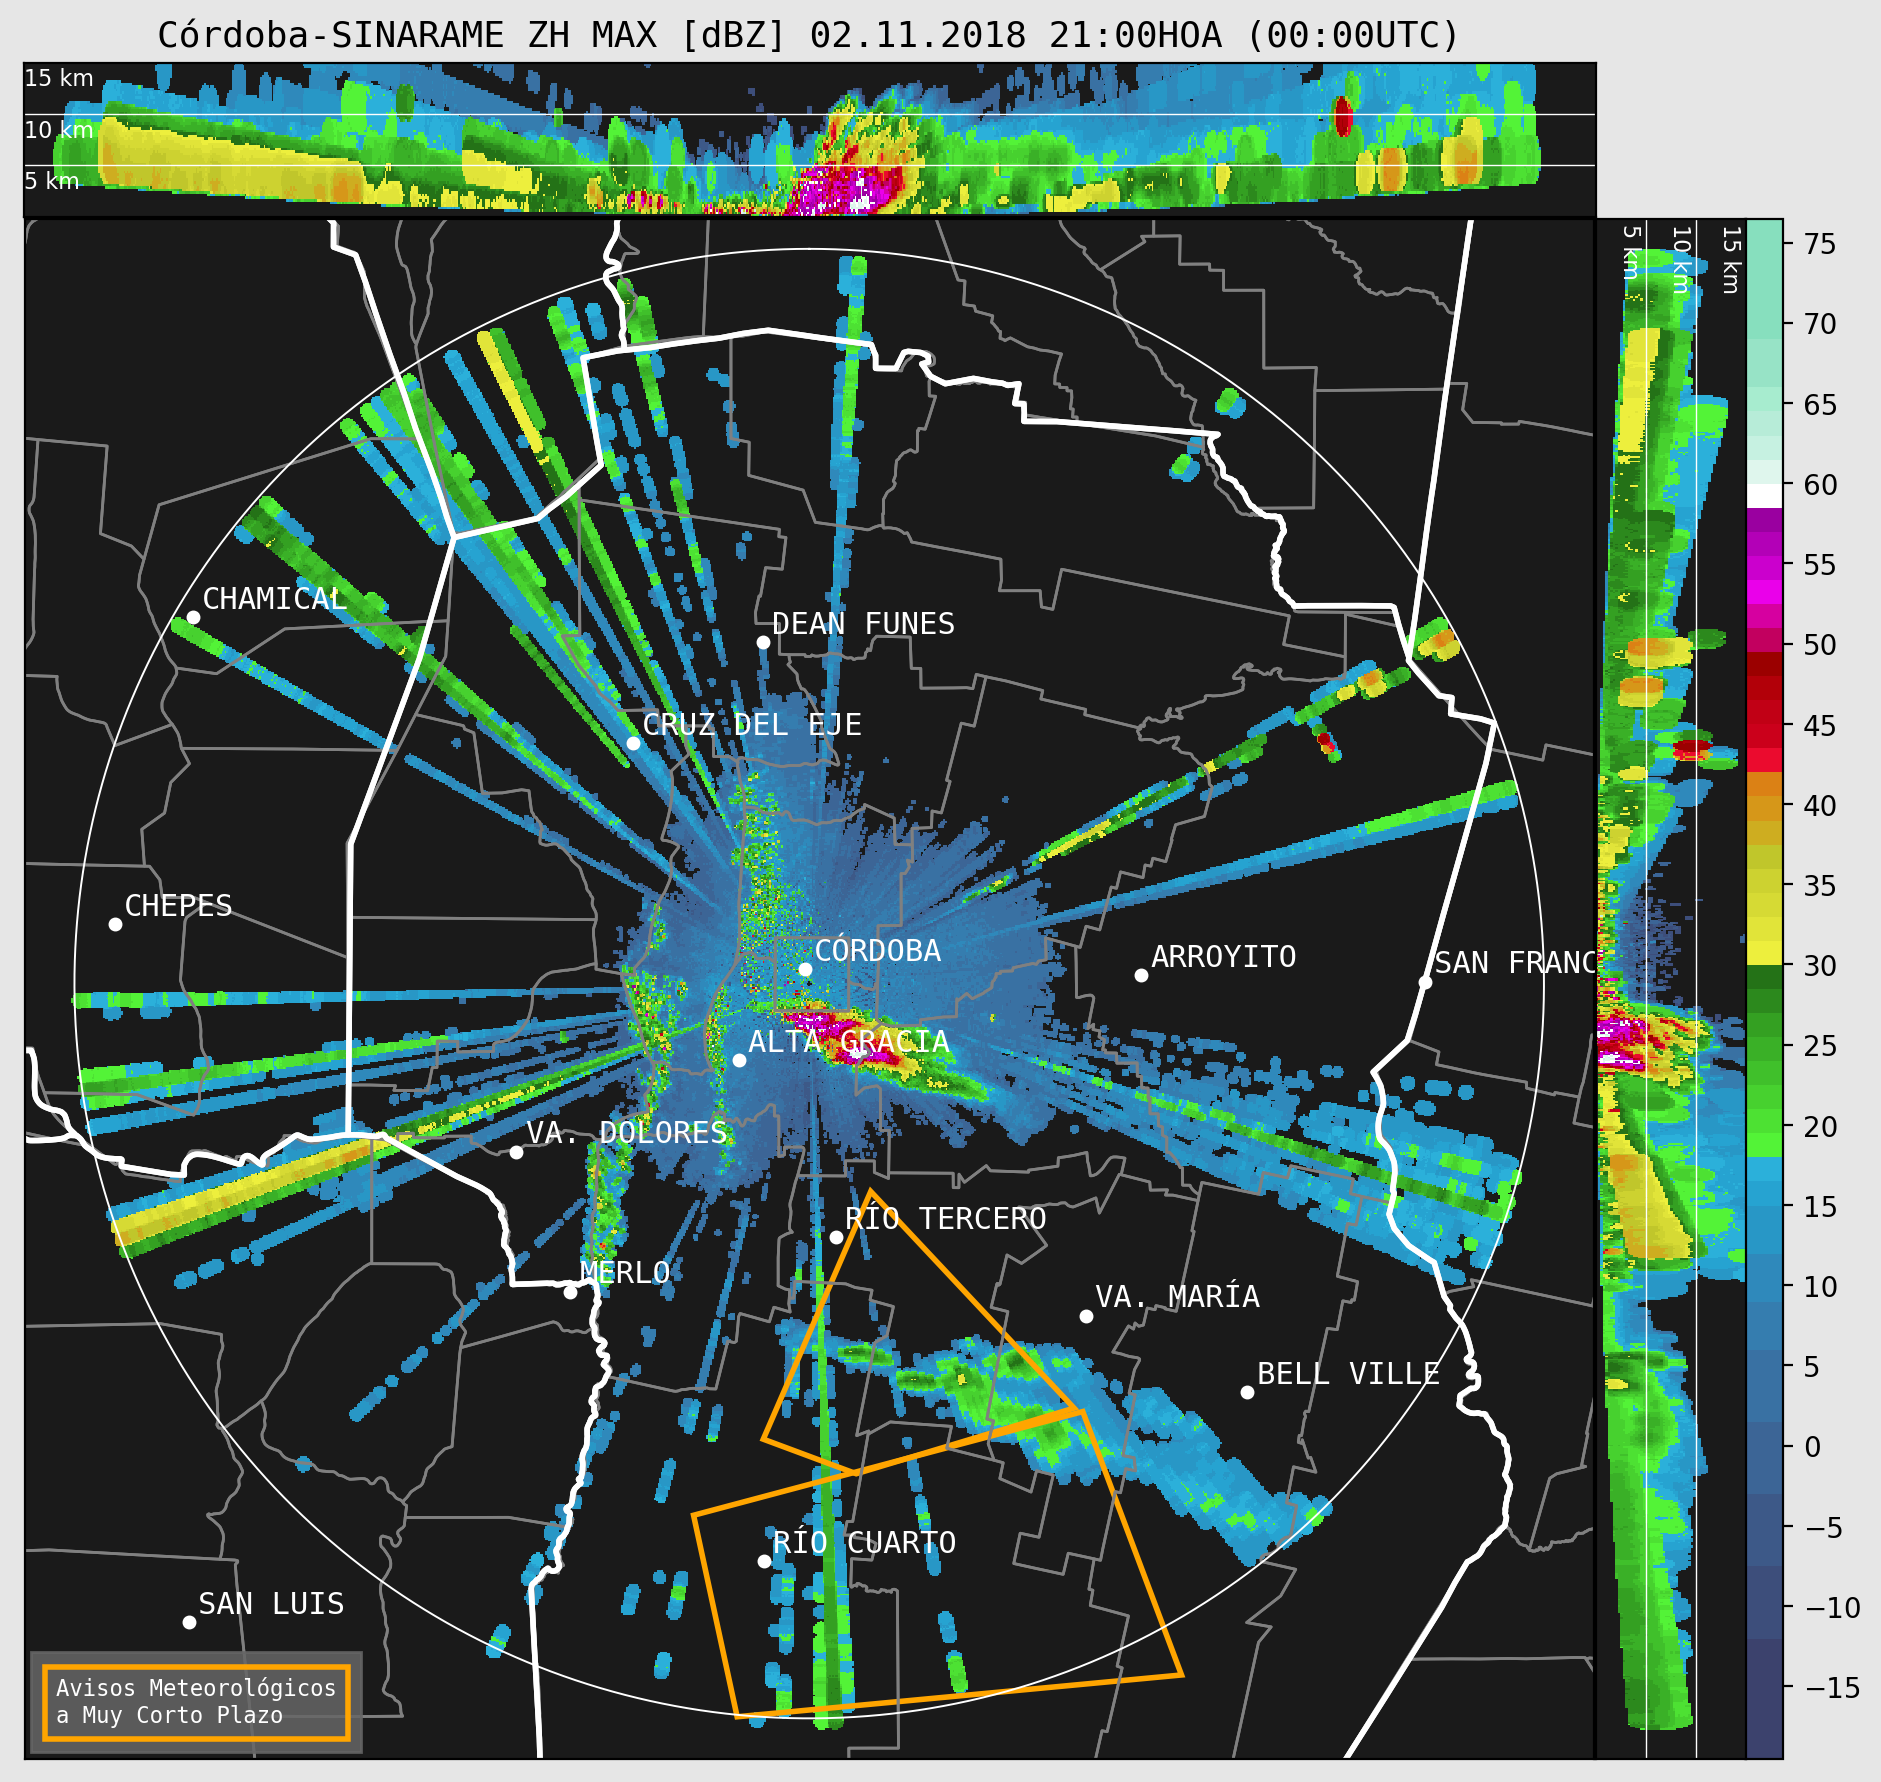 Córdoba-SINARAME ZH MAX [dBZ] 02.11.2018 21:00HOA (00:00UTC)
15 km
10 km
5 km
5 km
10 km
15 km
75
70
65
60
55
50
45
40
35
30
25
20
15
10
5
0
−5
−10
−15
CHAMICAL
DEAN FUNES
CRUZ DEL EJE
CHEPES
CÓRDOBA
ARROYITO
SAN FRANC
ALTA GRACIA
VA. DOLORES
RÍO TERCERO
MERLO
VA. MARÍA
BELL VILLE
RÍO CUARTO
SAN LUIS
Avisos Meteorológicos
a Muy Corto Plazo